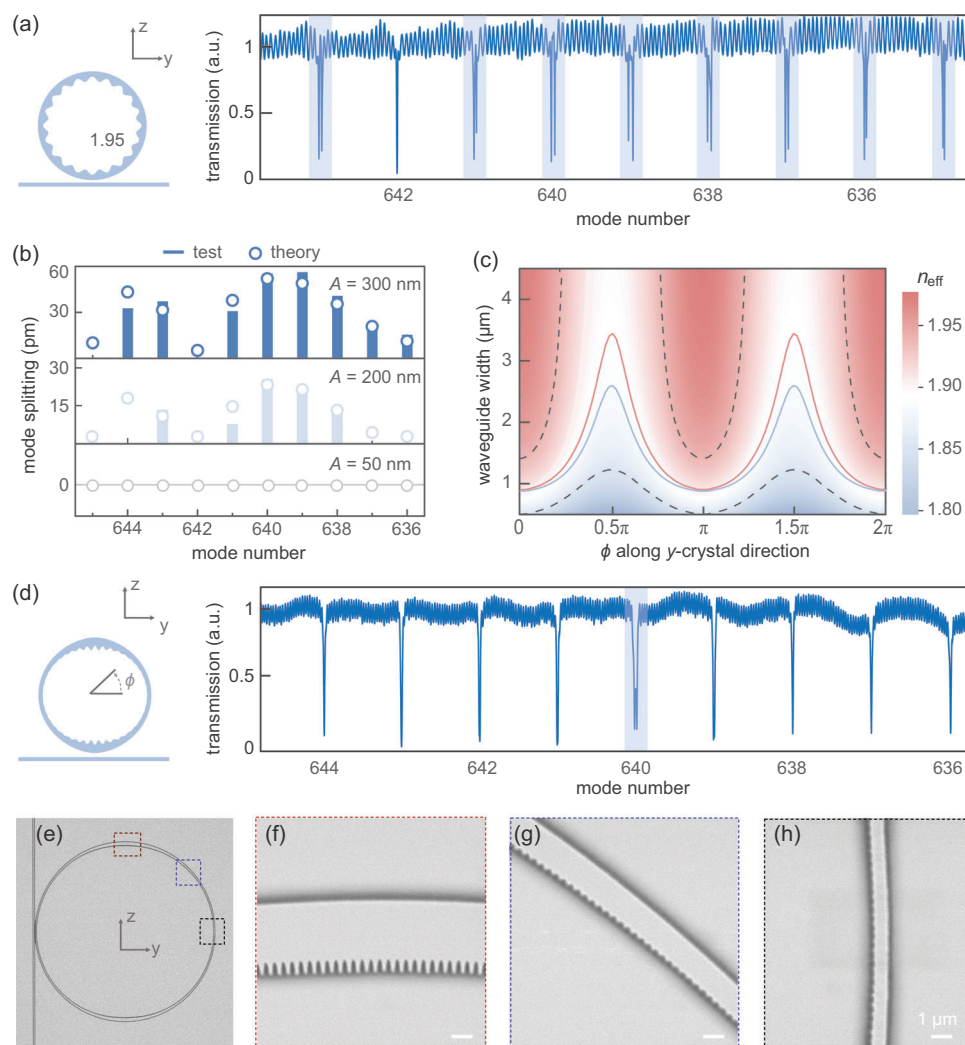 (a)
z
y
1.95
transmission (a.u.)
1
0.5
0
642
640
638
636
mode number
(b)
test
theory
mode splitting (pm)
60
30
A = 300 nm
30
15
A = 200 nm
0
A = 50 nm
644
642
640
638
636
mode number
(c)
waveguide width (μm)
4
3
2
1
0
0.5π
π
1.5π
2π
ϕ along y-crystal direction
n_eff
1.95
1.90
1.85
1.80
(d)
z
y
ϕ
transmission (a.u.)
1
0.5
0
644
642
640
638
636
mode number
(e)
z
y
(f)
(g)
(h)
1 μm